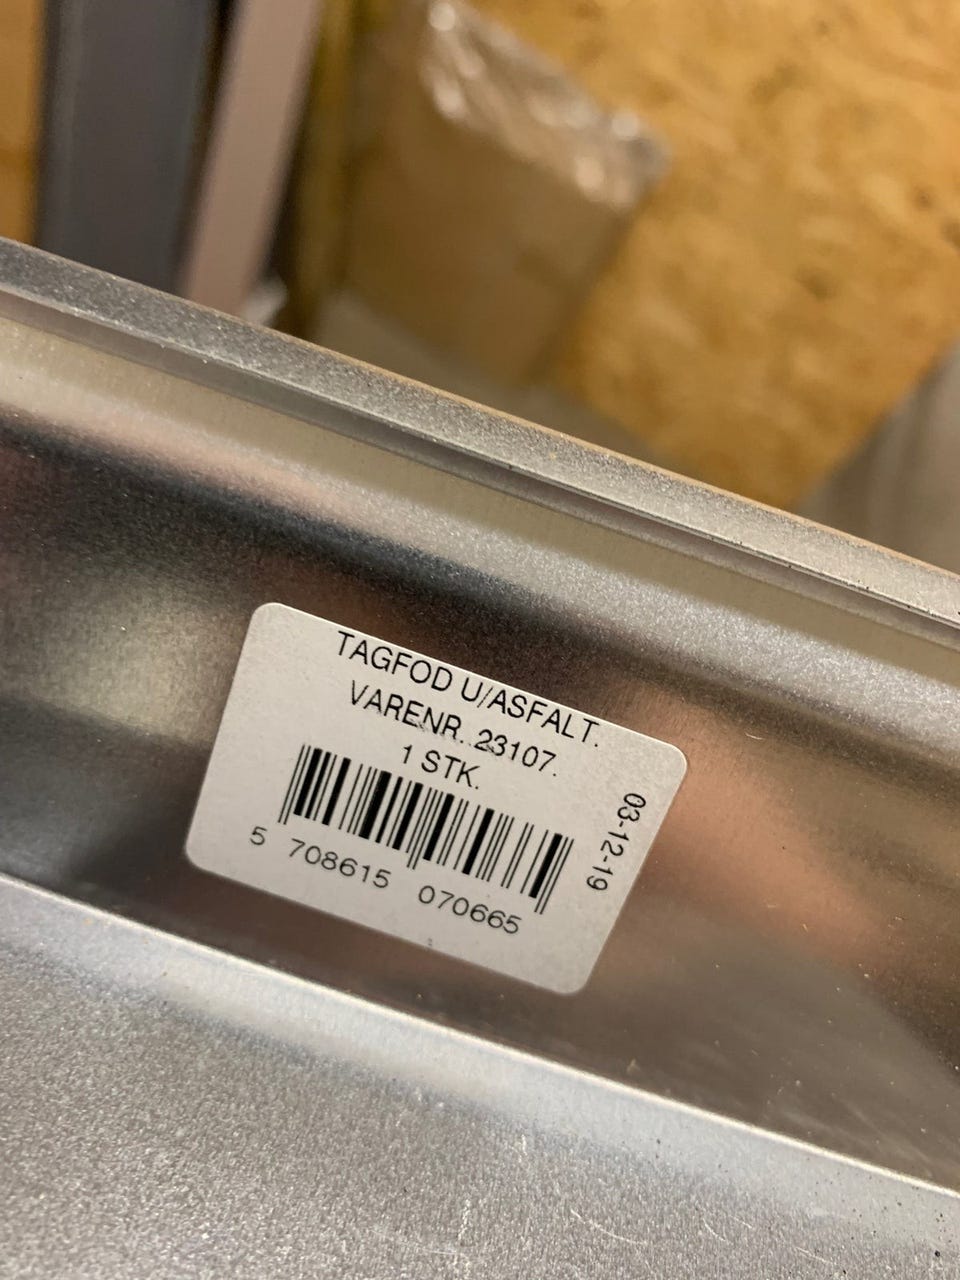 TAGFOD U/ASFALT.
VARENR. 23107.
1 STK.
03-12-19
5 708615 070665